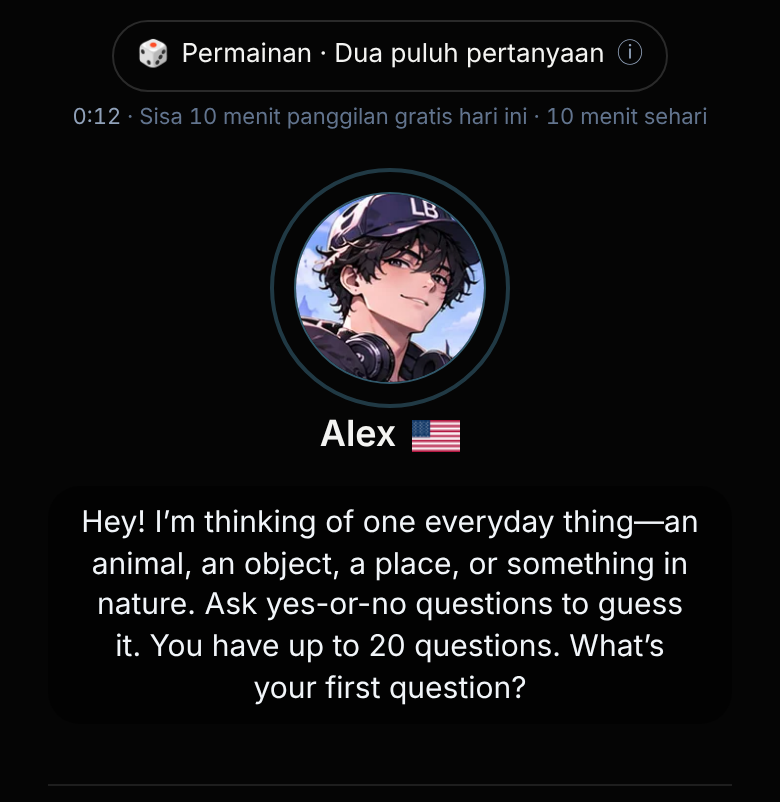 Permainan · Dua puluh pertanyaan ⓘ
0:12 · Sisa 10 menit panggilan gratis hari ini · 10 menit sehari
LB
Alex
Hey! I’m thinking of one everyday thing—an
animal, an object, a place, or something in
nature. Ask yes-or-no questions to guess
it. You have up to 20 questions. What’s
your first question?